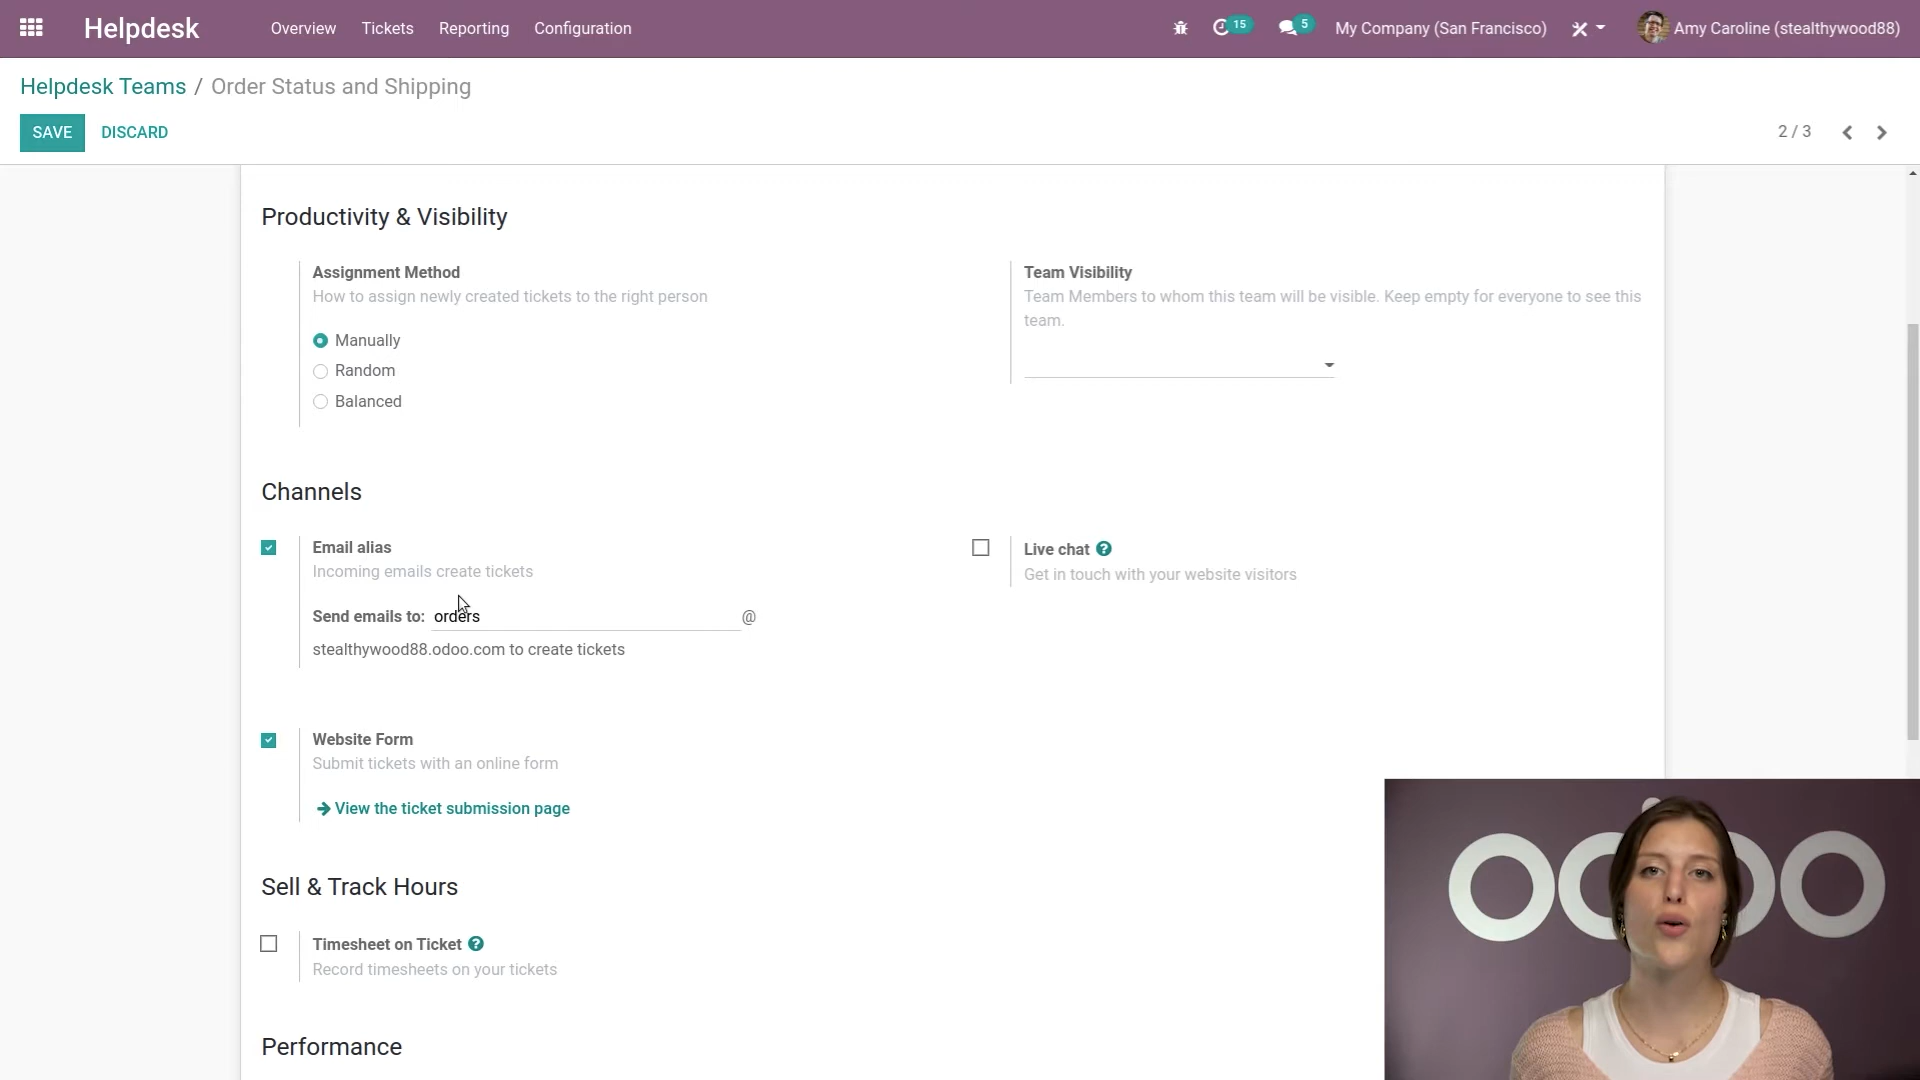 Helpdesk
Overview
Tickets
Reporting
Configuration
15
5
My Company (San Francisco)
Amy Caroline (stealthywood88)
Helpdesk Teams / Order Status and Shipping
SAVE
DISCARD
2 / 3
Productivity & Visibility
Assignment Method
How to assign newly created tickets to the right person
Manually
Random
Balanced
Team Visibility
Team Members to whom this team will be visible. Keep empty for everyone to see this
team.
Channels
Email alias
Incoming emails create tickets
Send emails to: orders @
stealthywood88.odoo.com to create tickets
Live chat ?
Get in touch with your website visitors
Website Form
Submit tickets with an online form
View the ticket submission page
Sell & Track Hours
Timesheet on Ticket ?
Record timesheets on your tickets
Performance
odoo